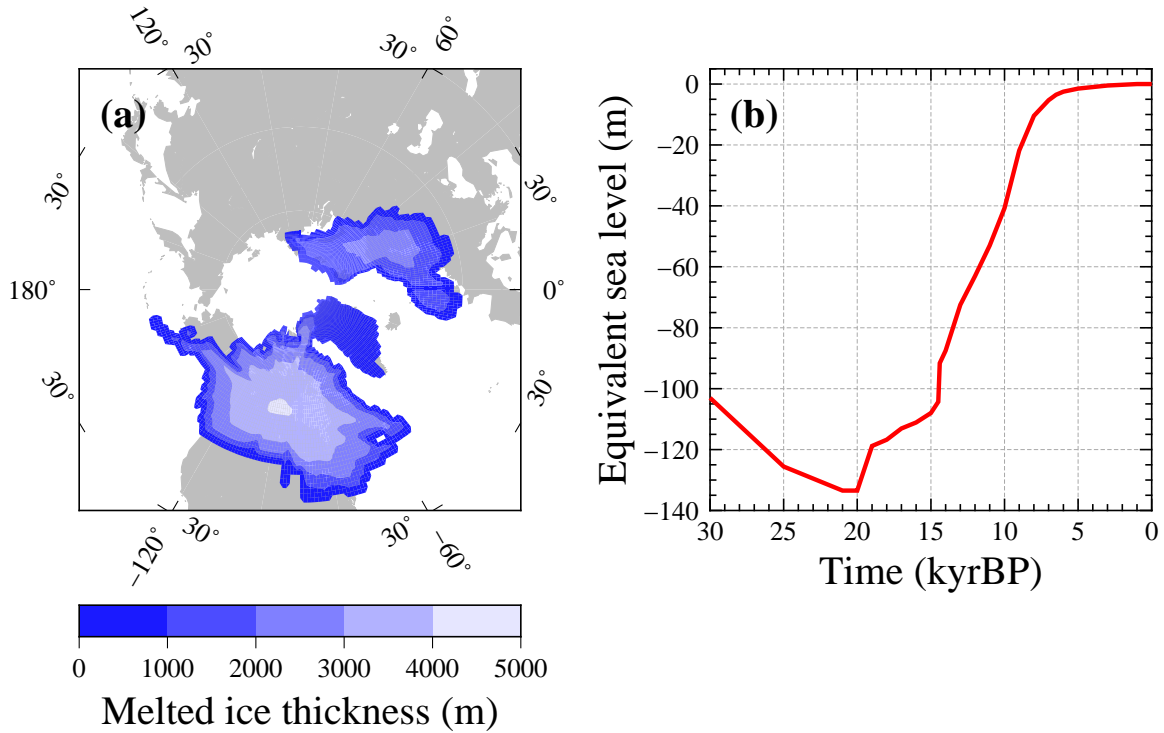 120° 30° 30° 60°
(a)
30° 30°
180° 0°
30° 30°
−120° 30° 30° −60°
0 1000 2000 3000 4000 5000
Melted ice thickness (m)
(b)
Equivalent sea level (m)
0
−20
−40
−60
−80
−100
−120
−140
30 25 20 15 10 5 0
Time (kyrBP)